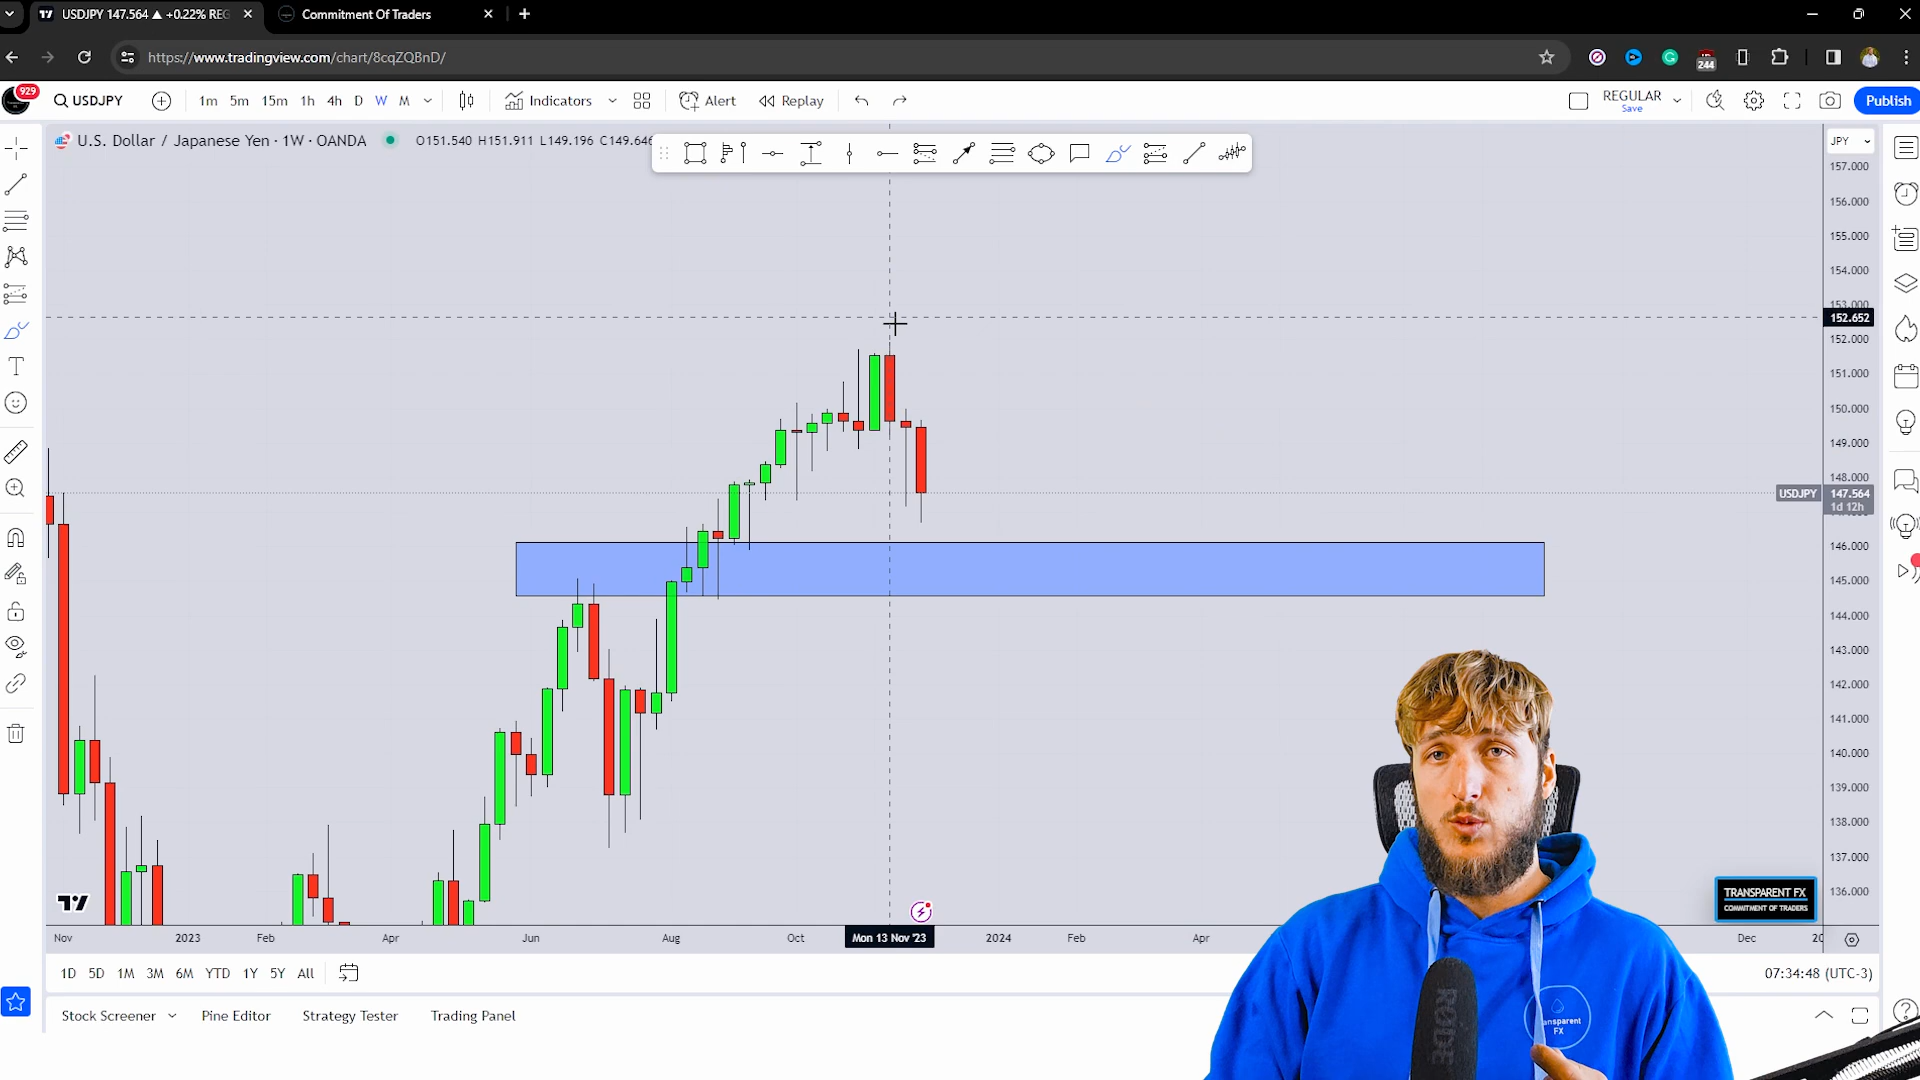 USDJPY 147.564 ▲ +0.22% REG
Commitment Of Traders
https://www.tradingview.com/chart/8cqZQBnD/
244
929
USDJPY
1m 5m 15m 1h 4h D W M
Indicators
Alert
Replay
REGULAR
Save
Publish
U.S. Dollar / Japanese Yen · 1W · OANDA
O151.540 H151.911 L149.196 C149.646
JPY
157.000
156.000
155.000
154.000
153.000
152.652
152.000
151.000
150.000
149.000
148.000
USDJPY 147.564
1d 12h
146.000
145.000
144.000
143.000
142.000
141.000
140.000
139.000
138.000
137.000
136.000
TRANSPARENT FX
COMMITMENT OF TRADERS
Nov 2023 Feb Apr Jun Aug Oct Mon 13 Nov '23 2024 Feb Apr Dec
1D 5D 1M 3M 6M YTD 1Y 5Y All
07:34:48 (UTC-3)
Stock Screener Pine Editor Strategy Tester Trading Panel
RODE
FX